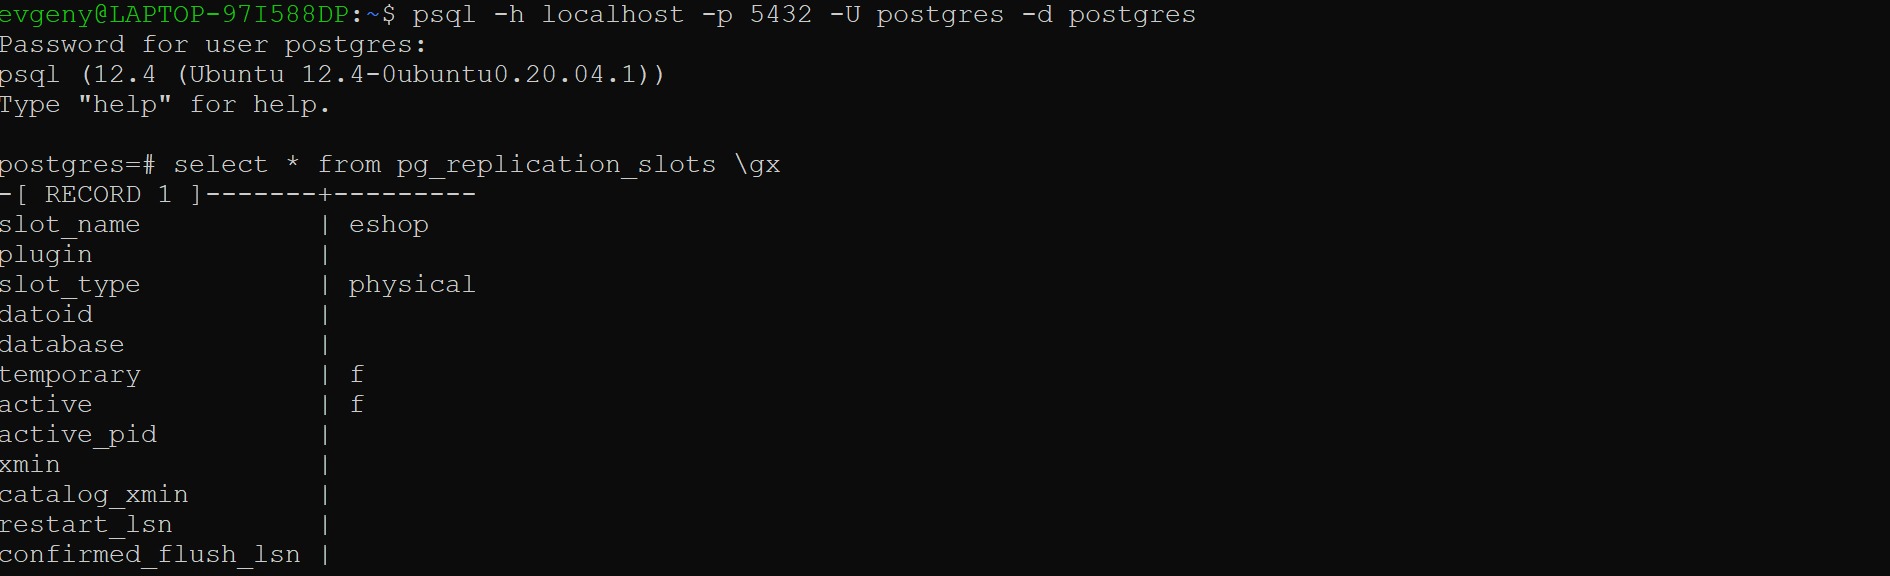 evgeny@LAPTOP-97I588DP:~$ psql -h localhost -p 5432 -U postgres -d postgres
Password for user postgres:
psql (12.4 (Ubuntu 12.4-0ubuntu0.20.04.1))
Type "help" for help.

postgres=# select * from pg_replication_slots \gx
-[ RECORD 1 ]-------+---------
slot_name           | eshop
plugin              |
slot_type           | physical
datoid              |
database            |
temporary           | f
active              | f
active_pid          |
xmin                |
catalog_xmin        |
restart_lsn         |
confirmed_flush_lsn |